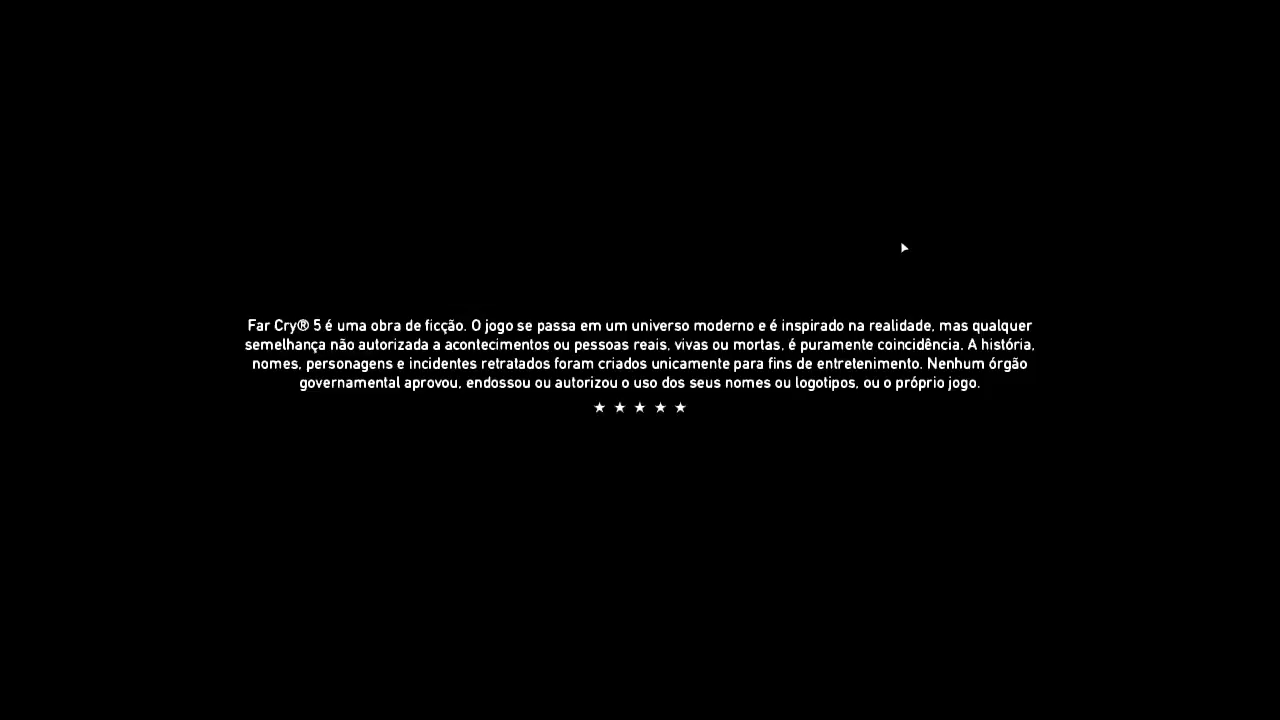 Far Cry® 5 é uma obra de ficção. O jogo se passa em um universo moderno e é inspirado na realidade, mas qualquer
semelhança não autorizada a acontecimentos ou pessoas reais, vivas ou mortas, é puramente coincidência. A história,
nomes, personagens e incidentes retratados foram criados unicamente para fins de entretenimento. Nenhum órgão
governamental aprovou, endossou ou autorizou o uso dos seus nomes ou logotipos, ou o próprio jogo.
★ ★ ★ ★ ★